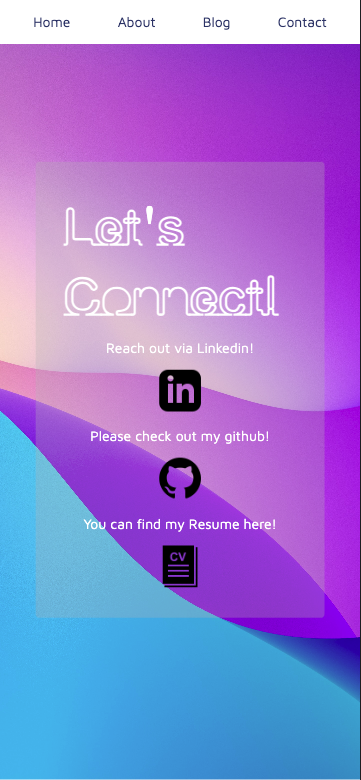 Home About Blog Contact
Let's
Connect!
Reach out via Linkedin!
in
Please check out my github!
You can find my Resume here!
CV